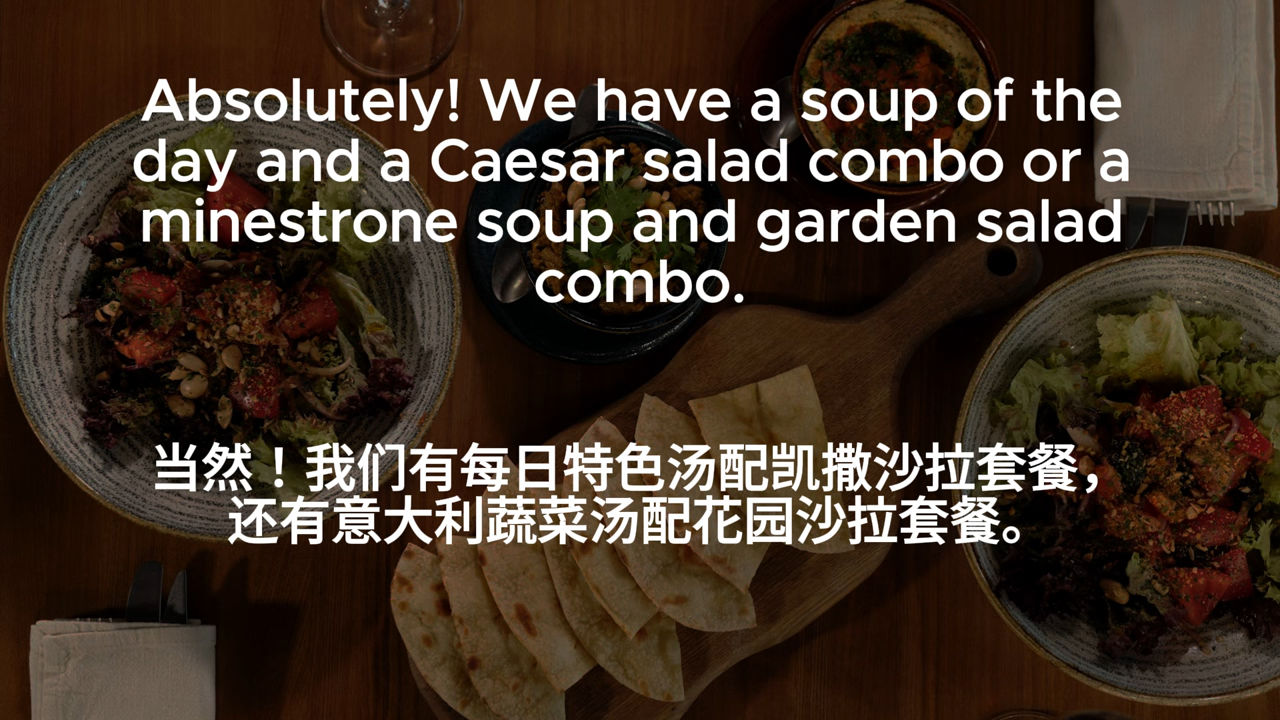 Absolutely! We have a soup of the
day and a Caesar salad combo or a
minestrone soup and garden salad
combo.
当然！我们有每日特色汤配凯撒沙拉套餐，
还有意大利蔬菜汤配花园沙拉套餐。